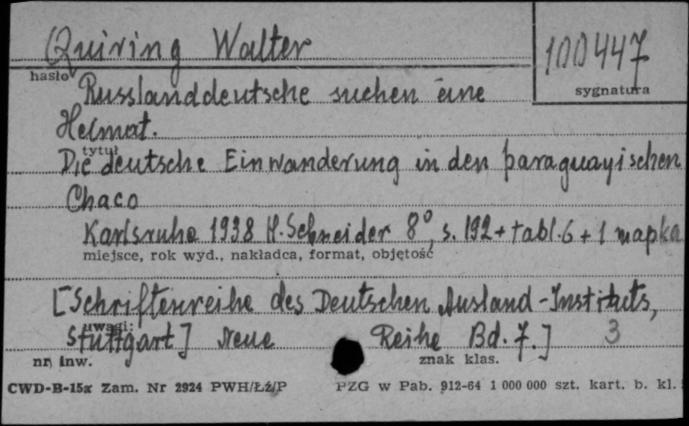 Quiring Walter
100447
hasło
sygnatura
Russlanddeutsche suchen eine
Heimat.
tytuł
Die deutsche Einwanderung in den paraguayischen
Chaco
Karlsruhe 1938 H. Schneider 8°, s. 192 + tabl. 6 + 1 mapka
miejsce, rok wyd., nakładca, format, objętość
[Schriftenreihe des Deutschen Ausland-Instituts,
uwagi:
Stuttgart] Neue Reihe Bd. 7.] 3
nr inw.
znak klas.
CWD-B-15x Zam. Nr 2924 PWH/Łż/P PZG w Pab. 912-64 1 000 000 szt. kart. b. kl.